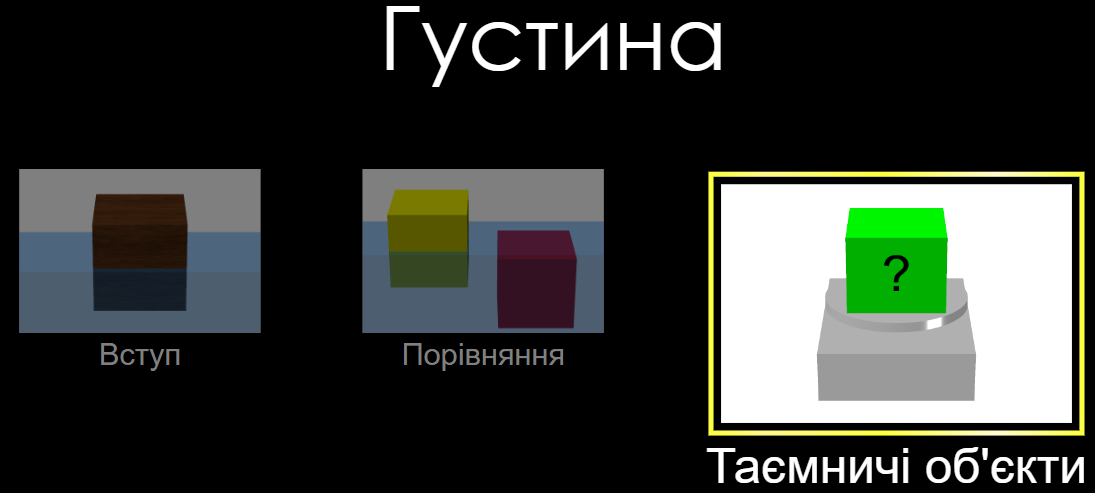 Густина
Вступ
Порівняння
?
Таємничі об'єкти